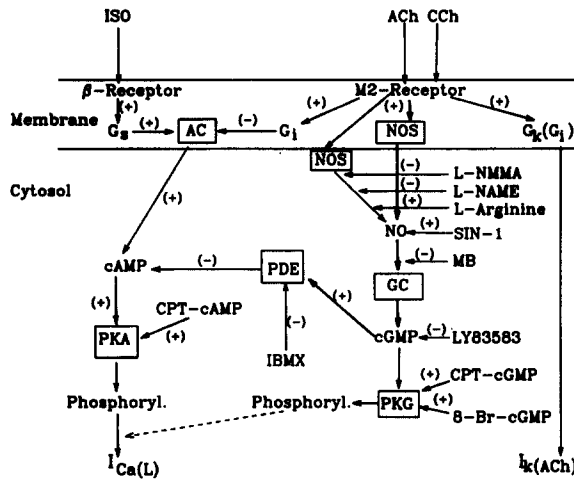 ISO ACh CCh
β-Receptor M2-Receptor
(+) (+) (+) (+)
Membrane Gs (+) AC (-) Gi NOS Gk(Gi)
NOS (-) L-NMMA
Cytosol (-) L-NAME
(+) (+) L-Arginine
NO (+) SIN-1
cAMP (-) PDE (-) MB
GC
(+) CPT-cAMP (+)
PKA (+) (-) cGMP (-) LY83583
IBMX
(+) CPT-cGMP
Phosphoryl. Phosphoryl. PKG (+)
8-Br-cGMP
ICa(L) Ik(ACh)